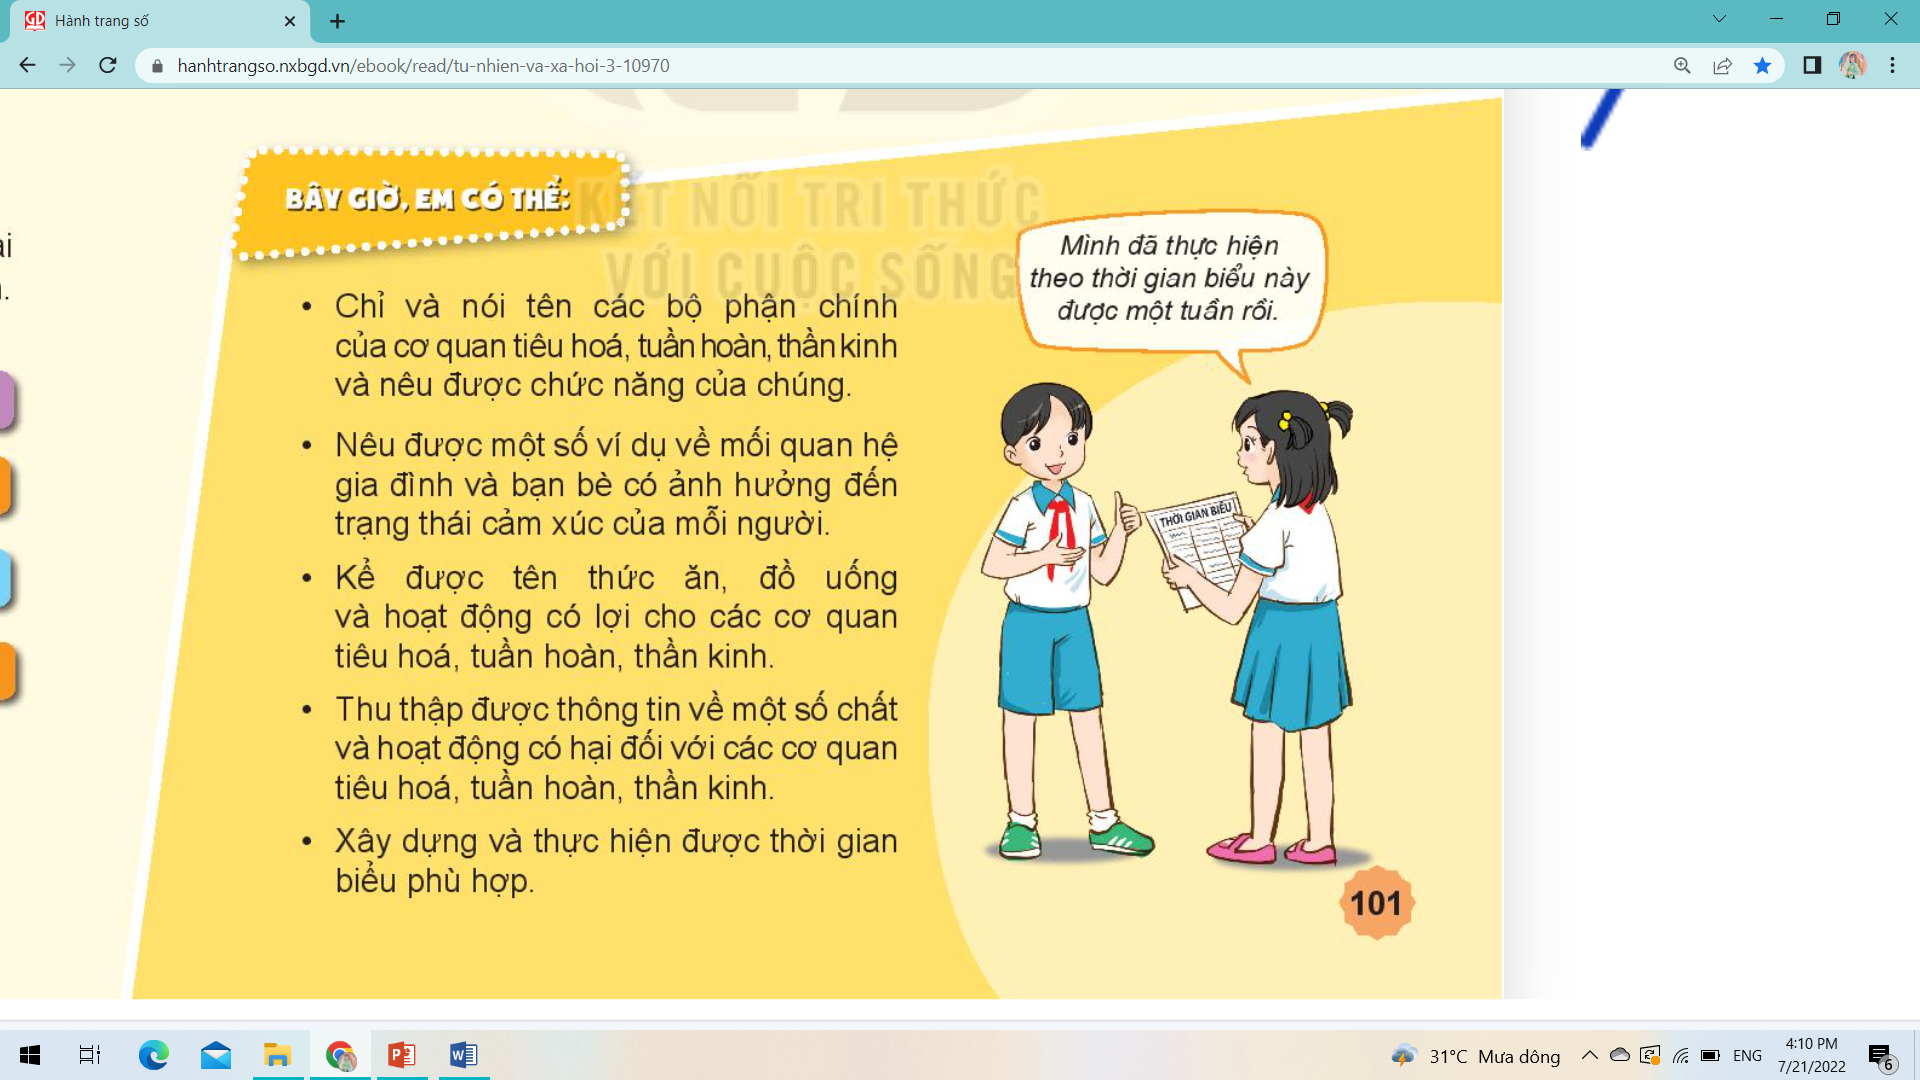 Hành trang số
hanhtrangso.nxbgd.vn/ebook/read/tu-nhien-va-xa-hoi-3-10970
BÂY GIỜ, EM CÓ THỂ:
KẾT NỐI TRI THỨC
VỚI CUỘC SỐNG
• Chỉ và nói tên các bộ phận chính
của cơ quan tiêu hoá, tuần hoàn, thần kinh
và nêu được chức năng của chúng.
• Nêu được một số ví dụ về mối quan hệ
gia đình và bạn bè có ảnh hưởng đến
trạng thái cảm xúc của mỗi người.
• Kể được tên thức ăn, đồ uống
và hoạt động có lợi cho các cơ quan
tiêu hoá, tuần hoàn, thần kinh.
• Thu thập được thông tin về một số chất
và hoạt động có hại đối với các cơ quan
tiêu hoá, tuần hoàn, thần kinh.
• Xây dựng và thực hiện được thời gian
biểu phù hợp.
Mình đã thực hiện
theo thời gian biểu này
được một tuần rồi.
THỜI GIAN BIỂU
101
31°C Mưa dông
ENG
4:10 PM
7/21/2022
6